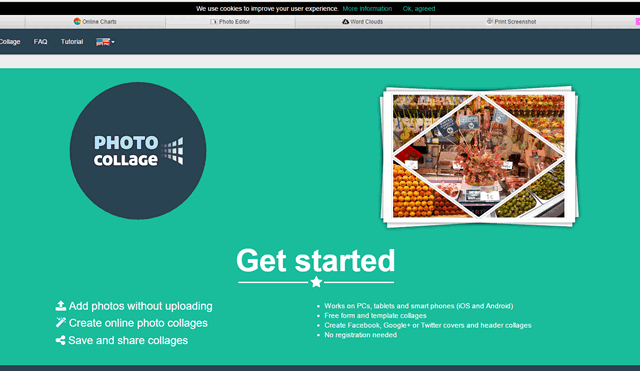 We use cookies to improve your user experience. More Information Ok, agreed
Online Charts Photo Editor Word Clouds Print Screenshot
Collage FAQ Tutorial
PHOTO
COLLAGE
Get started
Add photos without uploading
Create online photo collages
Save and share collages
Works on PCs, tablets and smart phones (iOS and Android)
Free form and template collages
Create Facebook, Google+ or Twitter covers and header collages
No registration needed